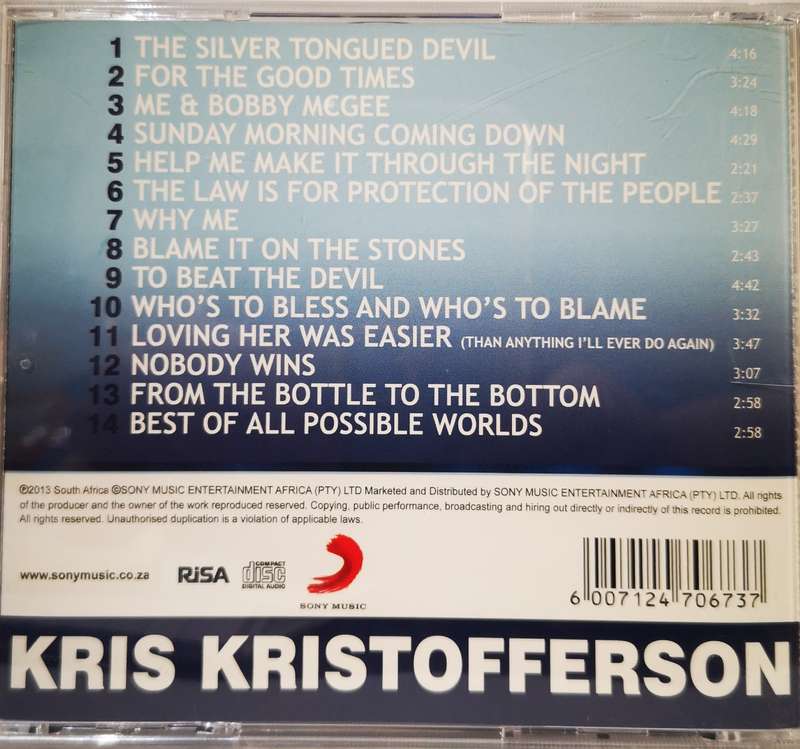 1 THE SILVER TONGUED DEVIL 4:16
2 FOR THE GOOD TIMES 3:24
3 ME & BOBBY MCGEE 4:18
4 SUNDAY MORNING COMING DOWN 4:29
5 HELP ME MAKE IT THROUGH THE NIGHT 2:21
6 THE LAW IS FOR PROTECTION OF THE PEOPLE 2:37
7 WHY ME 3:27
8 BLAME IT ON THE STONES 2:43
9 TO BEAT THE DEVIL 4:42
10 WHO'S TO BLESS AND WHO'S TO BLAME 3:32
11 LOVING HER WAS EASIER (THAN ANYTHING I'LL EVER DO AGAIN) 3:47
12 NOBODY WINS 3:07
13 FROM THE BOTTLE TO THE BOTTOM 2:58
14 BEST OF ALL POSSIBLE WORLDS 2:58
℗2013 South Africa ©SONY MUSIC ENTERTAINMENT AFRICA (PTY) LTD Marketed and Distributed by SONY MUSIC ENTERTAINMENT AFRICA (PTY) LTD. All rights
of the producer and the owner of the work reproduced reserved. Copying, public performance, broadcasting and hiring out directly or indirectly of this record is prohibited.
All rights reserved. Unauthorised duplication is a violation of applicable laws.
www.sonymusic.co.za
RiSA
COMPACT
disc
DIGITAL AUDIO
SONY MUSIC
6 007124 706737
KRIS KRISTOFFERSON